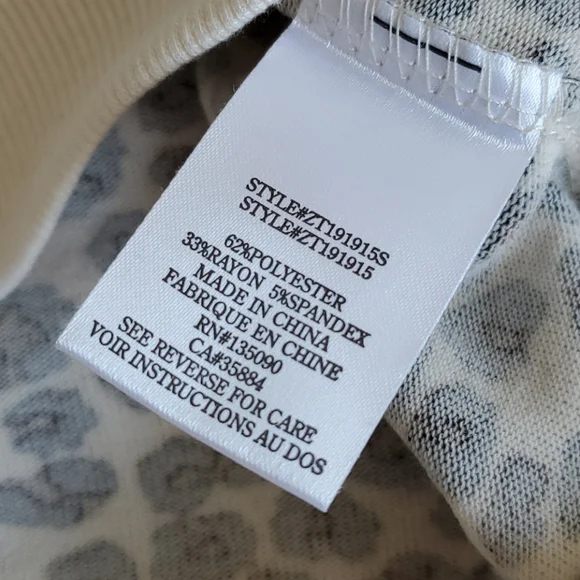 STYLE#ZT191915S
STYLE#ZT191915
62%POLYESTER
33%RAYON 5%SPANDEX
MADE IN CHINA
FABRIQUE EN CHINE
RN#135090
CA#35884
SEE REVERSE FOR CARE
VOIR INSTRUCTIONS AU DOS